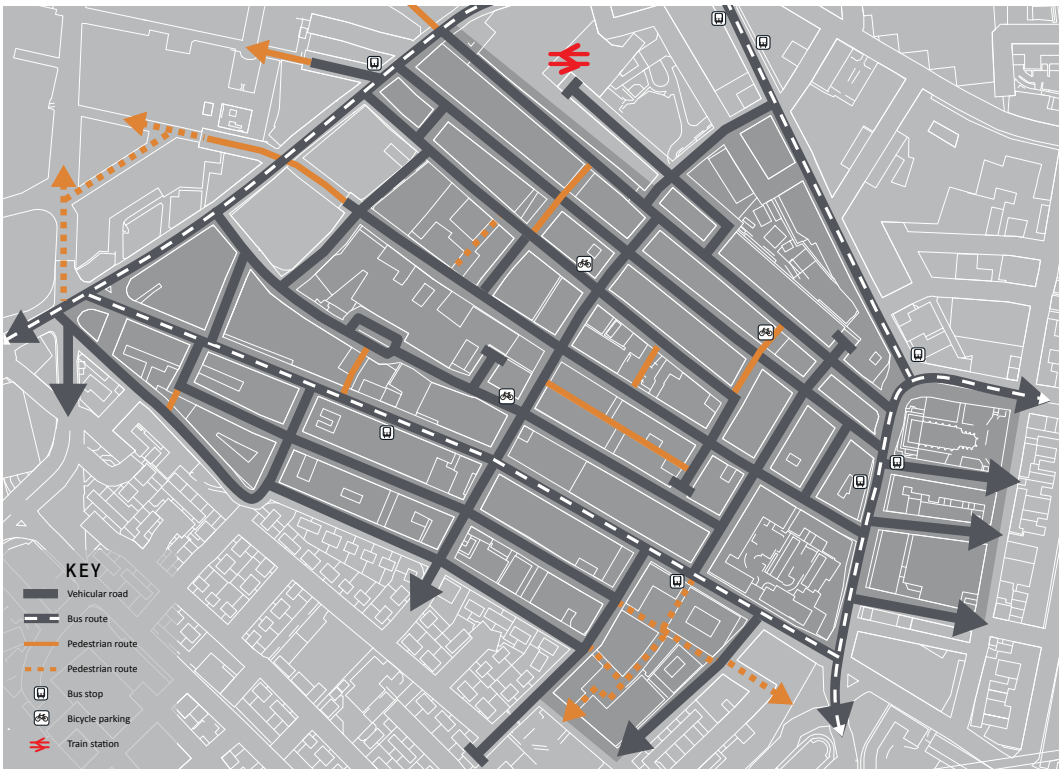 KEY
Vehicular road
Bus route
Pedestrian route
Pedestrian route
Bus stop
Bicycle parking
Train station